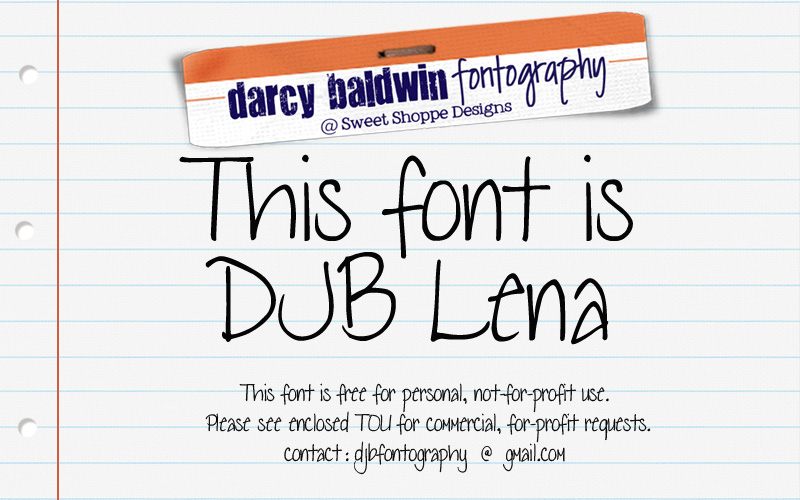 darcy baldwin fontography
@ Sweet Shoppe Designs
This font is
DJB Lena
This font is free for personal, not-for-profit use.
Please see enclosed TOU for commercial, for-profit requests.
contact : djbfontography @ gmail.com